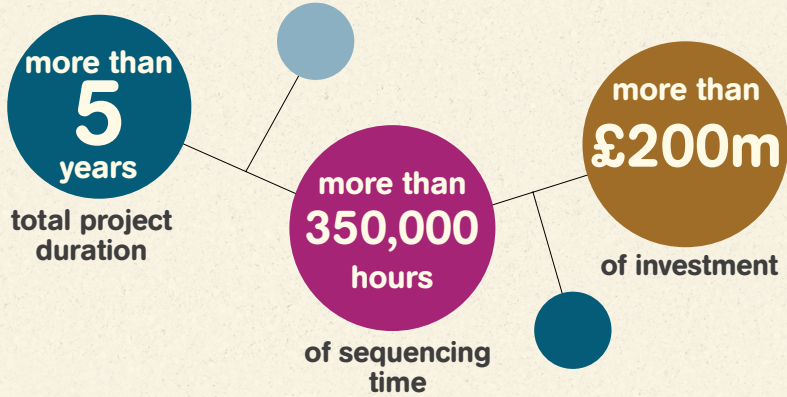 more than
5
years
total project
duration
more than
350,000
hours
of sequencing
time
more than
£200m
of investment